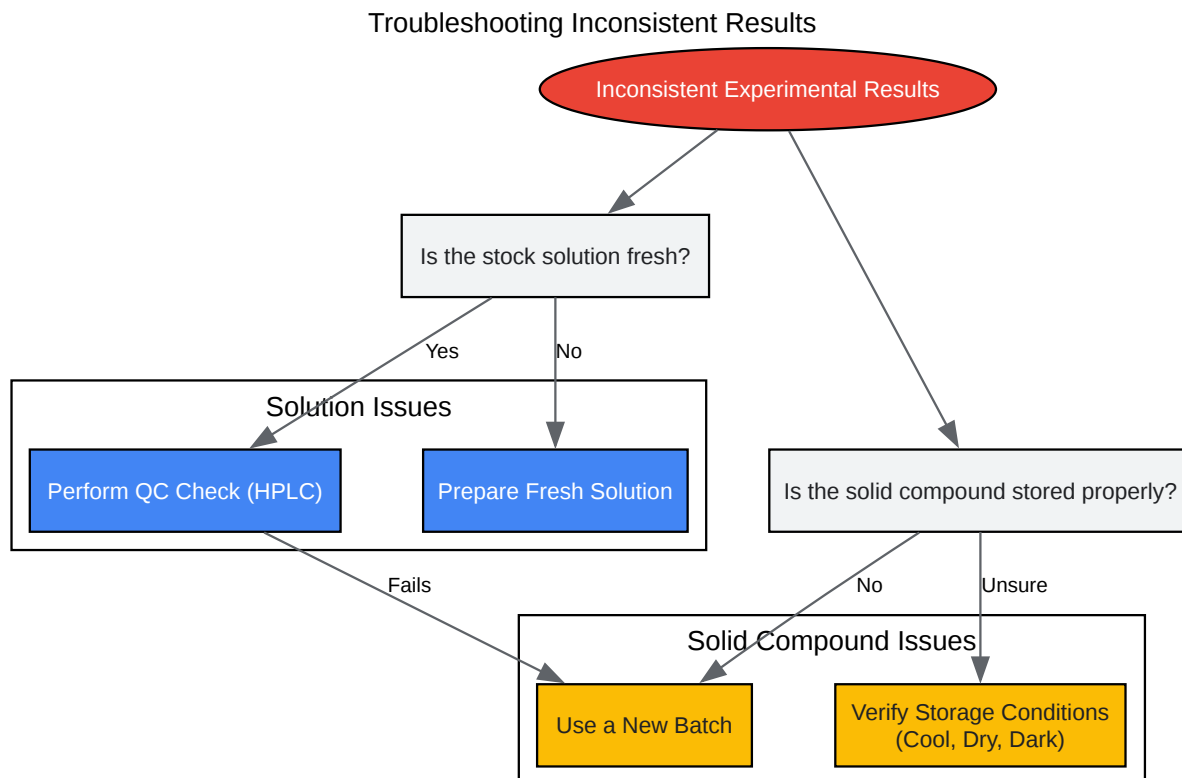 Troubleshooting Inconsistent Results
Inconsistent Experimental Results
Is the stock solution fresh?
Yes
No
Solution Issues
Perform QC Check (HPLC)
Prepare Fresh Solution
Is the solid compound stored properly?
Fails
No
Unsure
Solid Compound Issues
Use a New Batch
Verify Storage Conditions
(Cool, Dry, Dark)